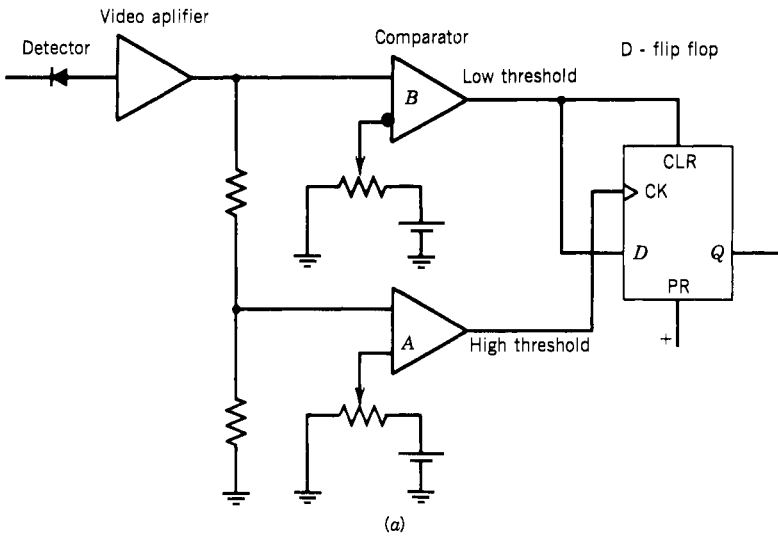 Video aplifier
Detector
Comparator
D - flip flop
Low threshold
B
CLR
CK
D
Q
PR
+
A
High threshold
(a)